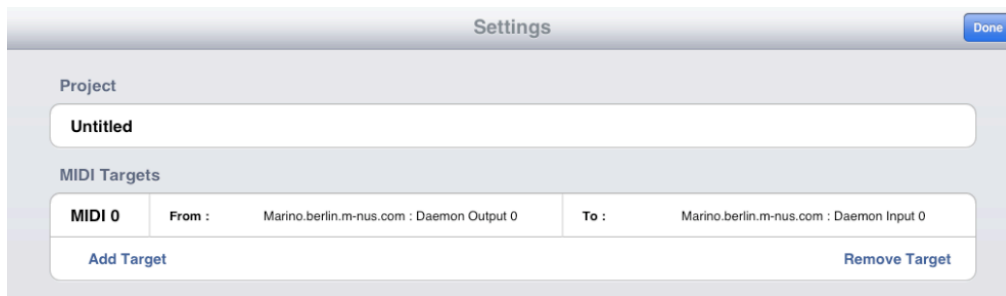 Settings
Done
Project
Untitled
MIDI Targets
MIDI 0 From : Marino.berlin.m-nus.com : Daemon Output 0 To : Marino.berlin.m-nus.com : Daemon Input 0
Add Target Remove Target